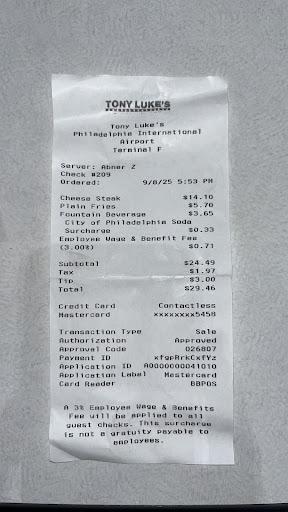 TONY LUKE'S
Tony Luke's
Philadelphia International
Airport
Terminal F
Server: Abner Z
Check #209
Ordered: 9/8/25 5:53 PM
Cheese Steak $14.10
Plain Fries $5.70
Fountain Beverage $3.65
City of Philadelphia Soda
Surcharge $0.33
Employee Wage & Benefit Fee
(3.00%) $0.71
Subtotal $24.49
Tax $1.97
Tip $3.00
Total $29.46
Credit Card Contactless
Mastercard xxxxxxxx5458
Transaction Type Sale
Authorization Approved
Approval Code 026807
Payment ID xfgpRrkCxfYz
Application ID A0000000041010
Application Label Mastercard
Card Reader BBPOS
A 3% Employee Wage & Benefits
Fee will be applied to all
guest checks. This surcharge
is not a gratuity payable to
employees.